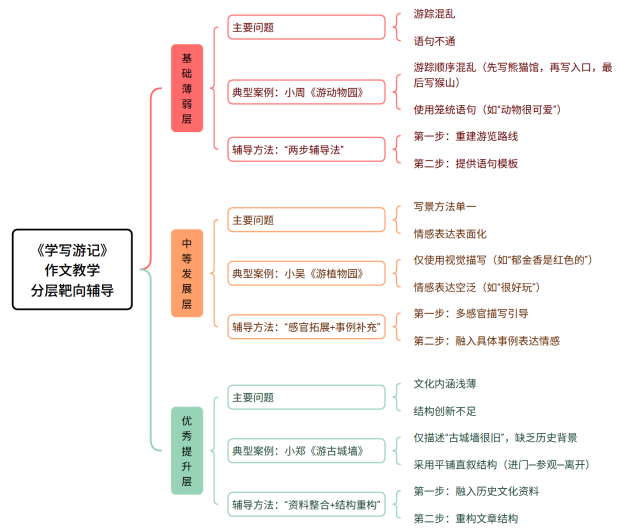 《学写游记》
作文教学
分层靶向辅导
基础薄弱层
主要问题
游踪混乱
语句不通
典型案例：小周《游动物园》
游踪顺序混乱（先写熊猫馆，再写入口，最
后写猴山）
使用笼统语句（如“动物很可爱”）
辅导方法：“两步辅导法”
第一步：重建游览路线
第二步：提供语句模板
中等发展层
主要问题
写景方法单一
情感表达表面化
典型案例：小吴《游植物园》
仅使用视觉描写（如“郁金香是红色的”）
情感表达空泛（如“很好玩”）
辅导方法：“感官拓展+事例补充”
第一步：多感官描写引导
第二步：融入具体事例表达情感
优秀提升层
主要问题
文化内涵浅薄
结构创新不足
典型案例：小郑《游古城墙》
仅描述“古城墙很旧”，缺乏历史背景
采用平铺直叙结构（进门—参观—离开）
辅导方法：“资料整合+结构重构”
第一步：融入历史文化资料
第二步：重构文章结构